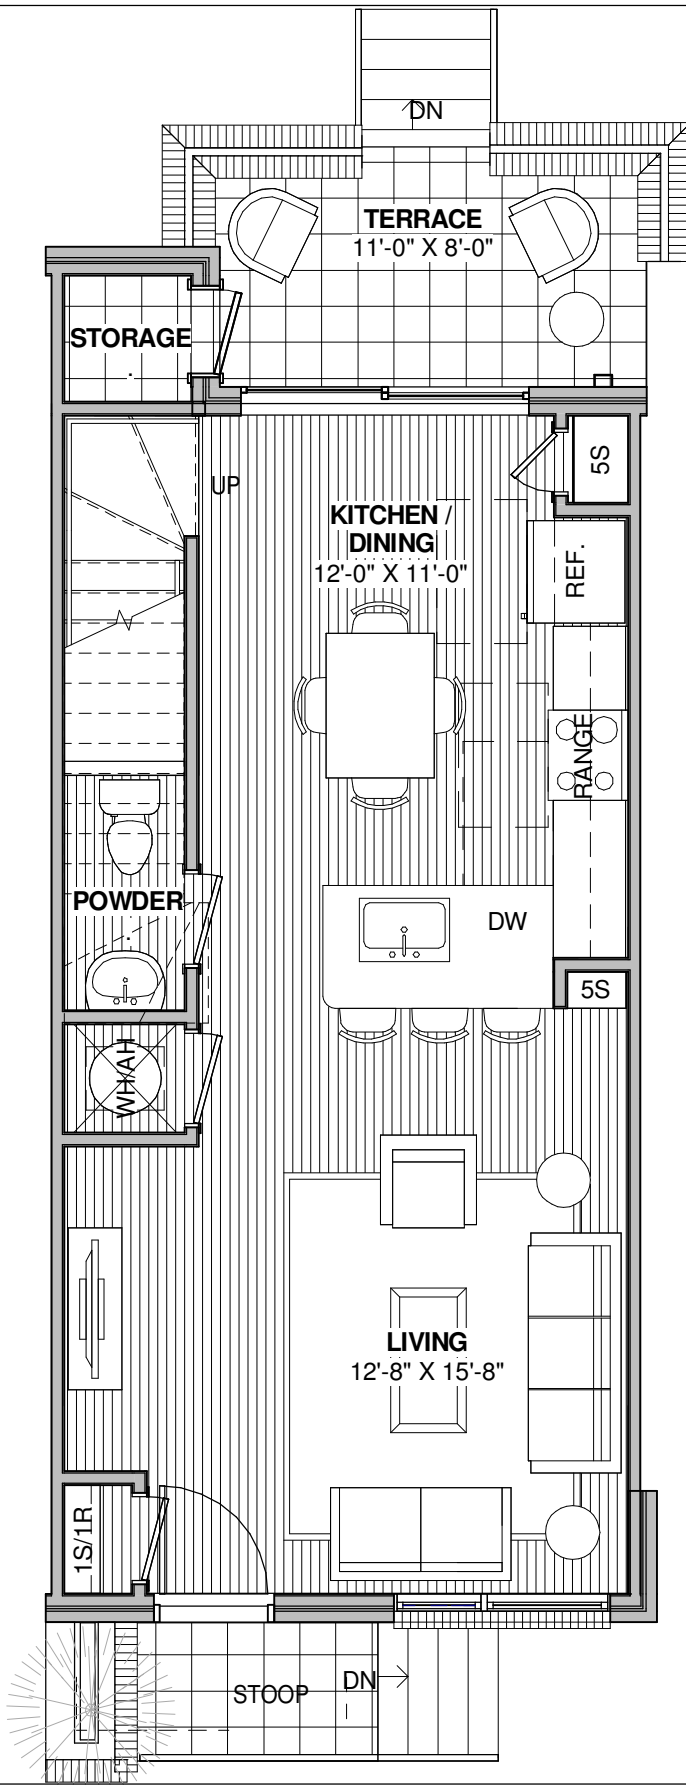 DN
TERRACE
11'-0" X 8'-0"
STORAGE
UP
5S
KITCHEN /
DINING
12'-0" X 11'-0"
REF.
RANGE
POWDER
DW
5S
WH/AH
LIVING
12'-8" X 15'-8"
1S/1R
STOOP
DN